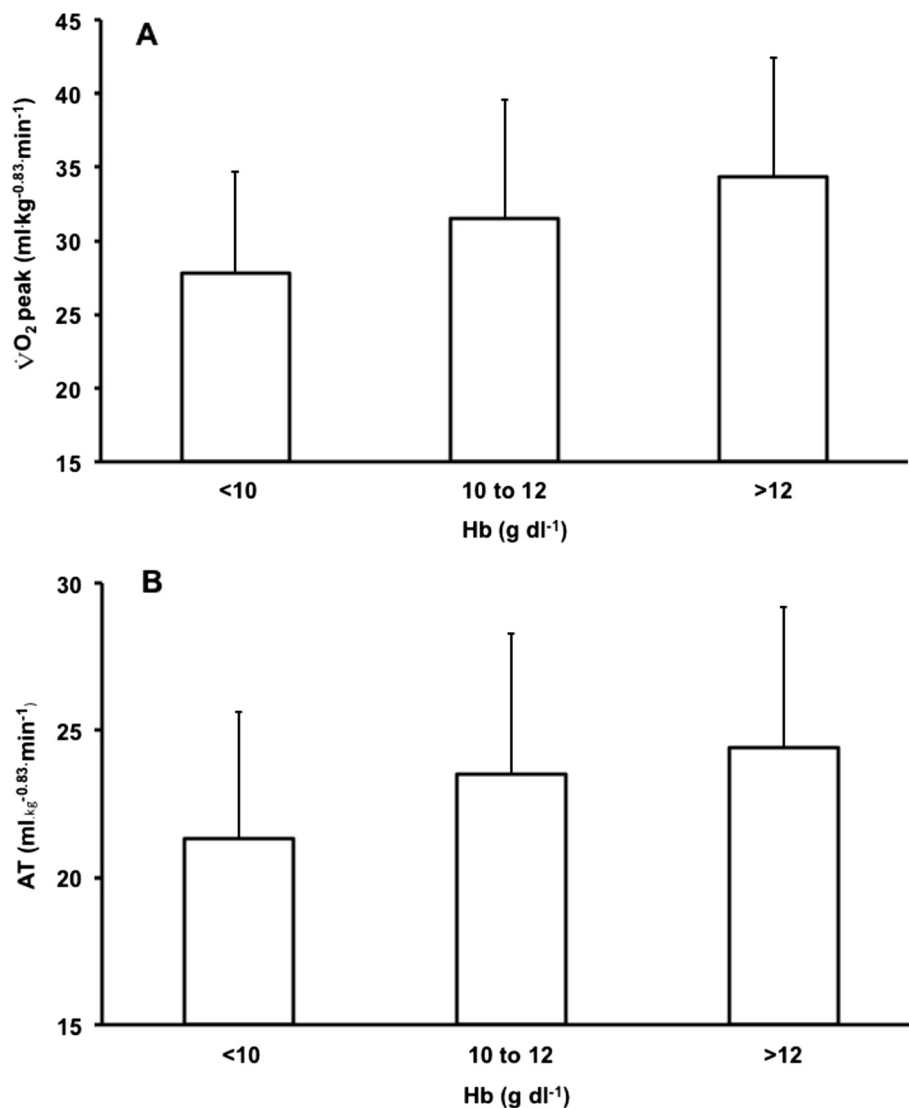 A
45
40
35
30
25
20
15
V̇O₂ peak (ml·kg⁻⁰·⁸³·min⁻¹)
<10 10 to 12 >12
Hb (g dl⁻¹)
B
30
25
20
15
AT (ml.kg⁻⁰·⁸³·min⁻¹)
<10 10 to 12 >12
Hb (g dl⁻¹)